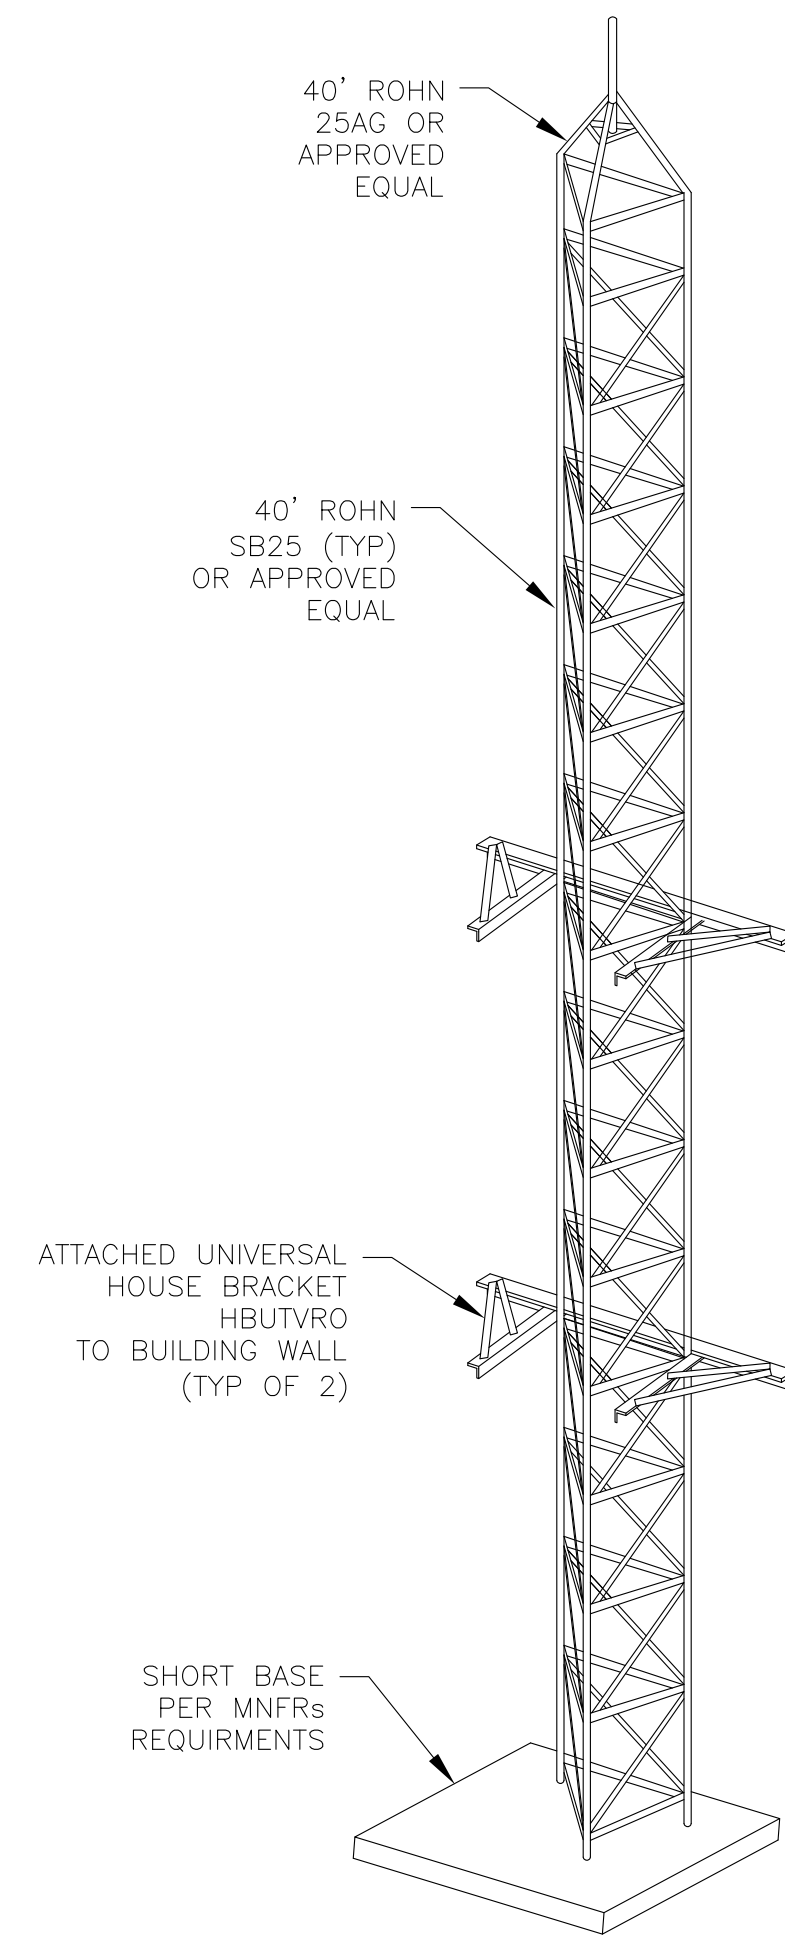 40' ROHN
25AG OR
APPROVED
EQUAL
40' ROHN
SB25 (TYP)
OR APPROVED
EQUAL
ATTACHED UNIVERSAL
HOUSE BRACKET
HBUTVRO
TO BUILDING WALL
(TYP OF 2)
SHORT BASE
PER MNFRs
REQUIRMENTS